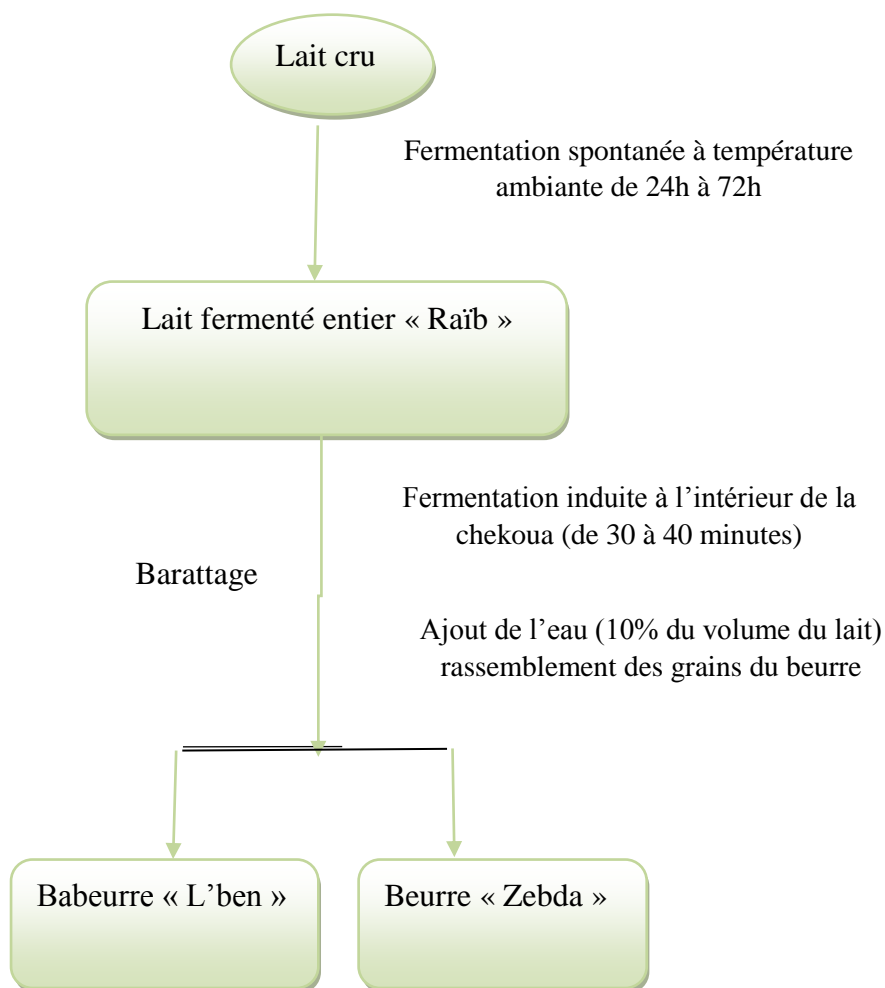 Lait cru
Fermentation spontanée à température
ambiante de 24h à 72h
Lait fermenté entier « Raïb »
Fermentation induite à l’intérieur de la
chekoua (de 30 à 40 minutes)
Barattage
Ajout de l’eau (10% du volume du lait)
rassemblement des grains du beurre
Babeurre « L’ben »
Beurre « Zebda »